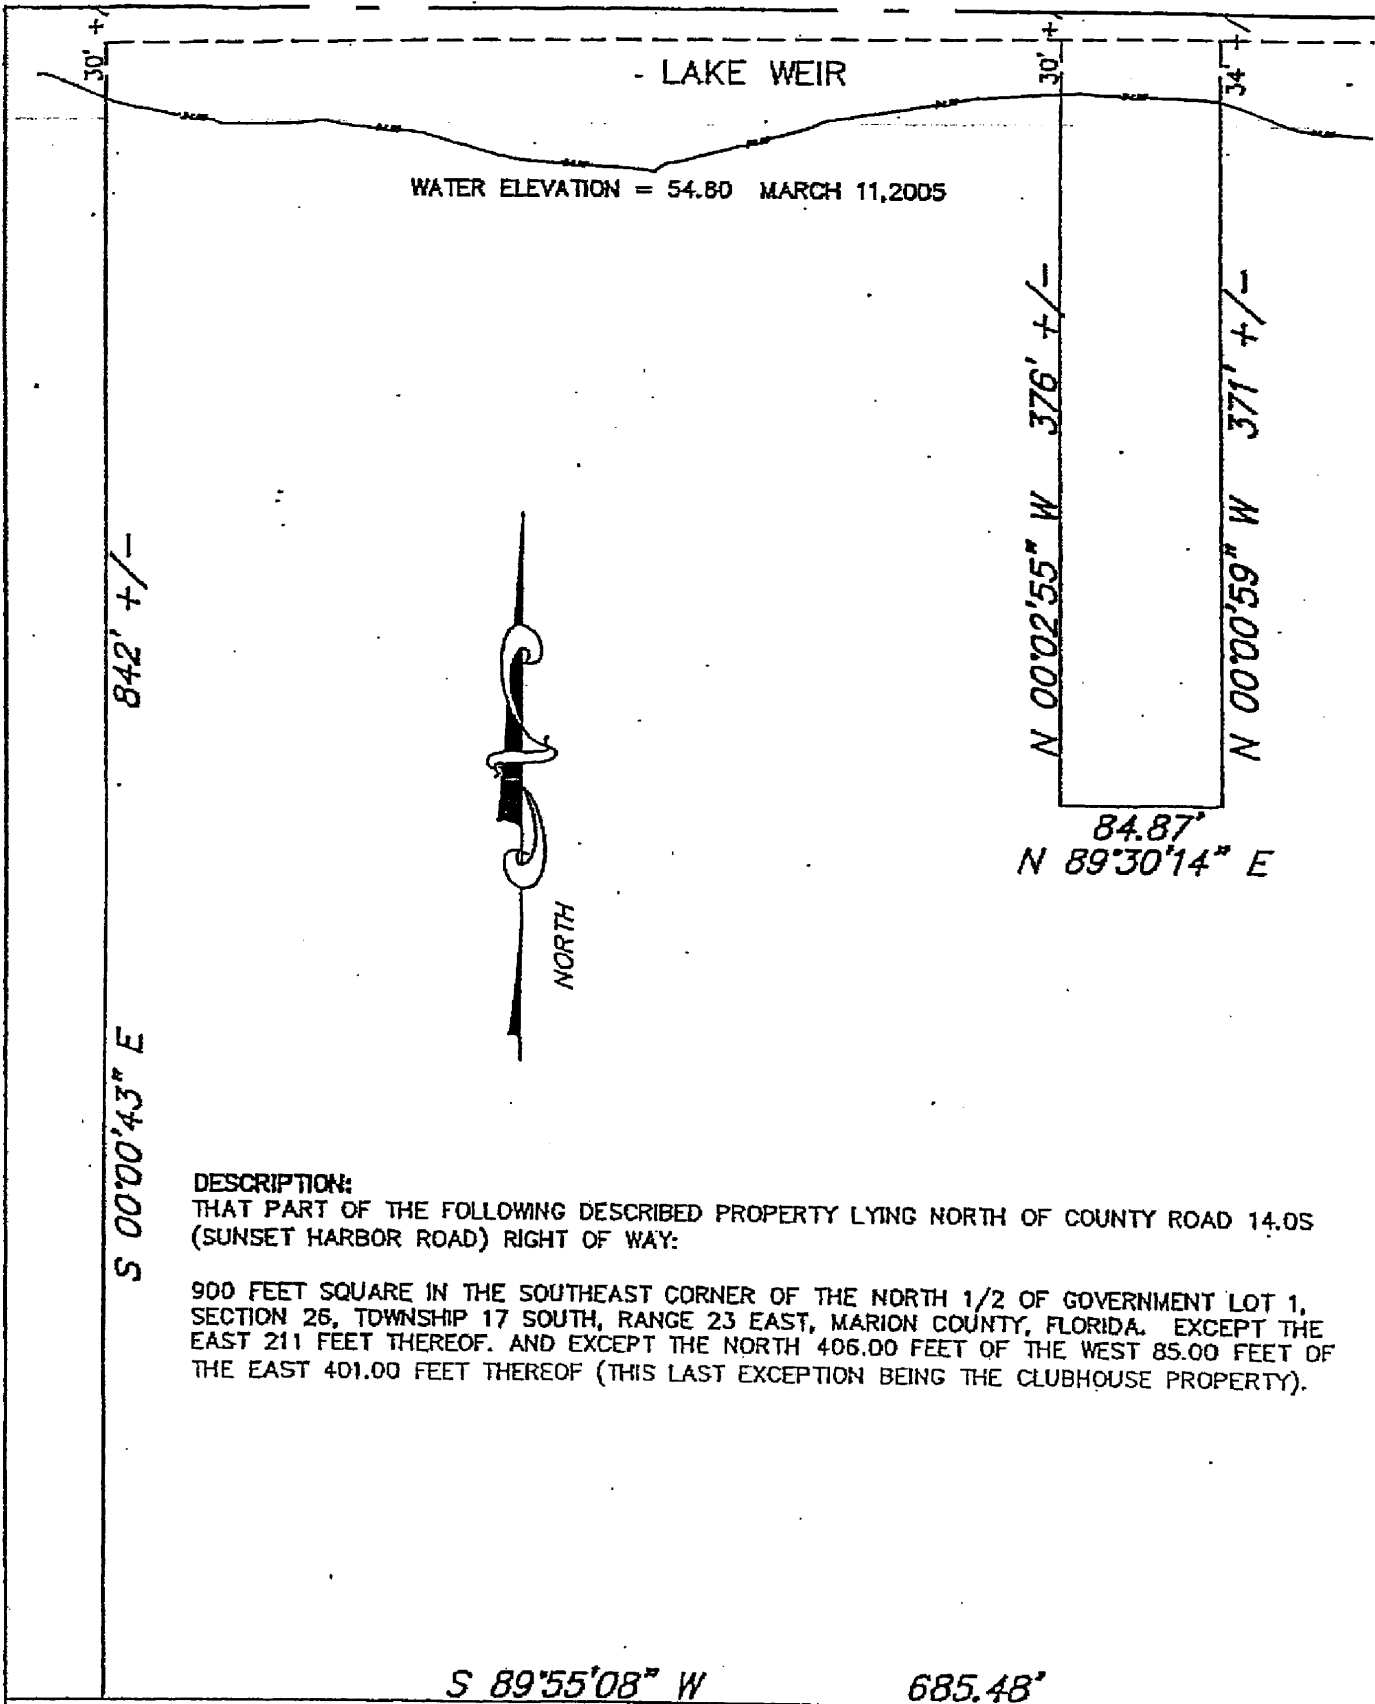 30' +/
30' +/
34' +/
- LAKE WEIR
WATER ELEVATION = 54.80 MARCH 11,2005
S 00°00'43" E 842' +/-
N 00°02'55" W 376' +/-
N 00°00'59" W 371' +/-
84.87'
N 89°30'14" E
NORTH
DESCRIPTION:
THAT PART OF THE FOLLOWING DESCRIBED PROPERTY LYING NORTH OF COUNTY ROAD 14.0S
(SUNSET HARBOR ROAD) RIGHT OF WAY:
900 FEET SQUARE IN THE SOUTHEAST CORNER OF THE NORTH 1/2 OF GOVERNMENT LOT 1,
SECTION 26, TOWNSHIP 17 SOUTH, RANGE 23 EAST, MARION COUNTY, FLORIDA. EXCEPT THE
EAST 211 FEET THEREOF. AND EXCEPT THE NORTH 406.00 FEET OF THE WEST 85.00 FEET OF
THE EAST 401.00 FEET THEREOF (THIS LAST EXCEPTION BEING THE CLUBHOUSE PROPERTY).
S 89°55'08" W 685.48'